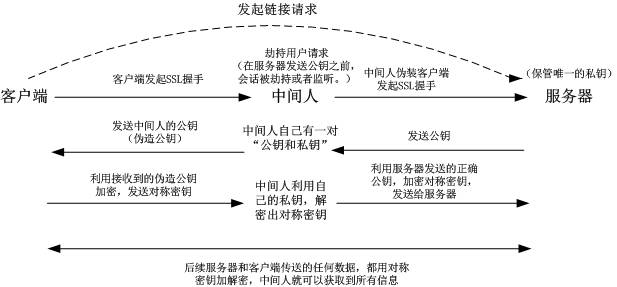 发起链接请求
劫持用户请求
（在服务器发送公钥之前，
会话被劫持或者监听。）
客户端发起SSL握手
中间人伪装客户端
发起SSL握手
（保管唯一的私钥）
客户端
中间人
服务器
发送中间人的公钥
（伪造公钥）
中间人自己有一对
“公钥和私钥”
发送公钥
利用接收到的伪造公钥
加密，发送对称密钥
中间人利用自
己的私钥，解
密出对称密钥
利用服务器发送的正确
公钥，加密对称密钥，
发送给服务器
后续服务器和客户端传送的任何数据，都用对称
密钥加解密，中间人就可以获取到所有信息